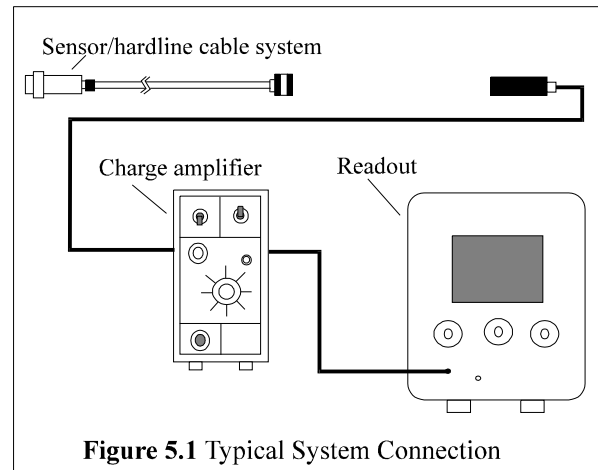 Sensor/hardline cable system
Charge amplifier
Readout
Figure 5.1 Typical System Connection